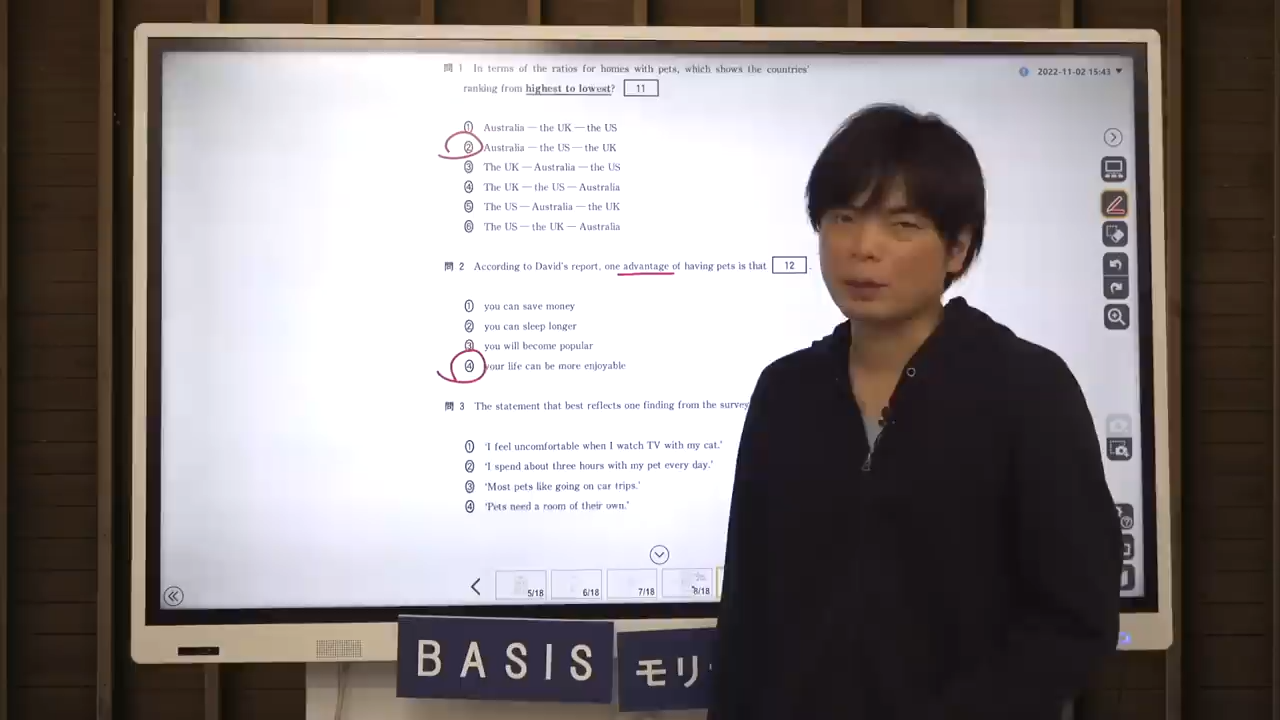 2022-11-02 15:43
問 1 In terms of the ratios for homes with pets, which shows the countries'
ranking from highest to lowest? 11
① Australia — the UK — the US
② Australia — the US — the UK
③ The UK — Australia — the US
④ The UK — the US — Australia
⑤ The US — Australia — the UK
⑥ The US — the UK — Australia
問 2 According to David's report, one advantage of having pets is that 12 .
① you can save money
② you can sleep longer
③ you will become popular
④ your life can be more enjoyable
問 3 The statement that best reflects one finding from the survey
① 'I feel uncomfortable when I watch TV with my cat.'
② 'I spend about three hours with my pet every day.'
③ 'Most pets like going on car trips.'
④ 'Pets need a room of their own.'
5/18 6/18 7/18 8/18
BASIS モリ